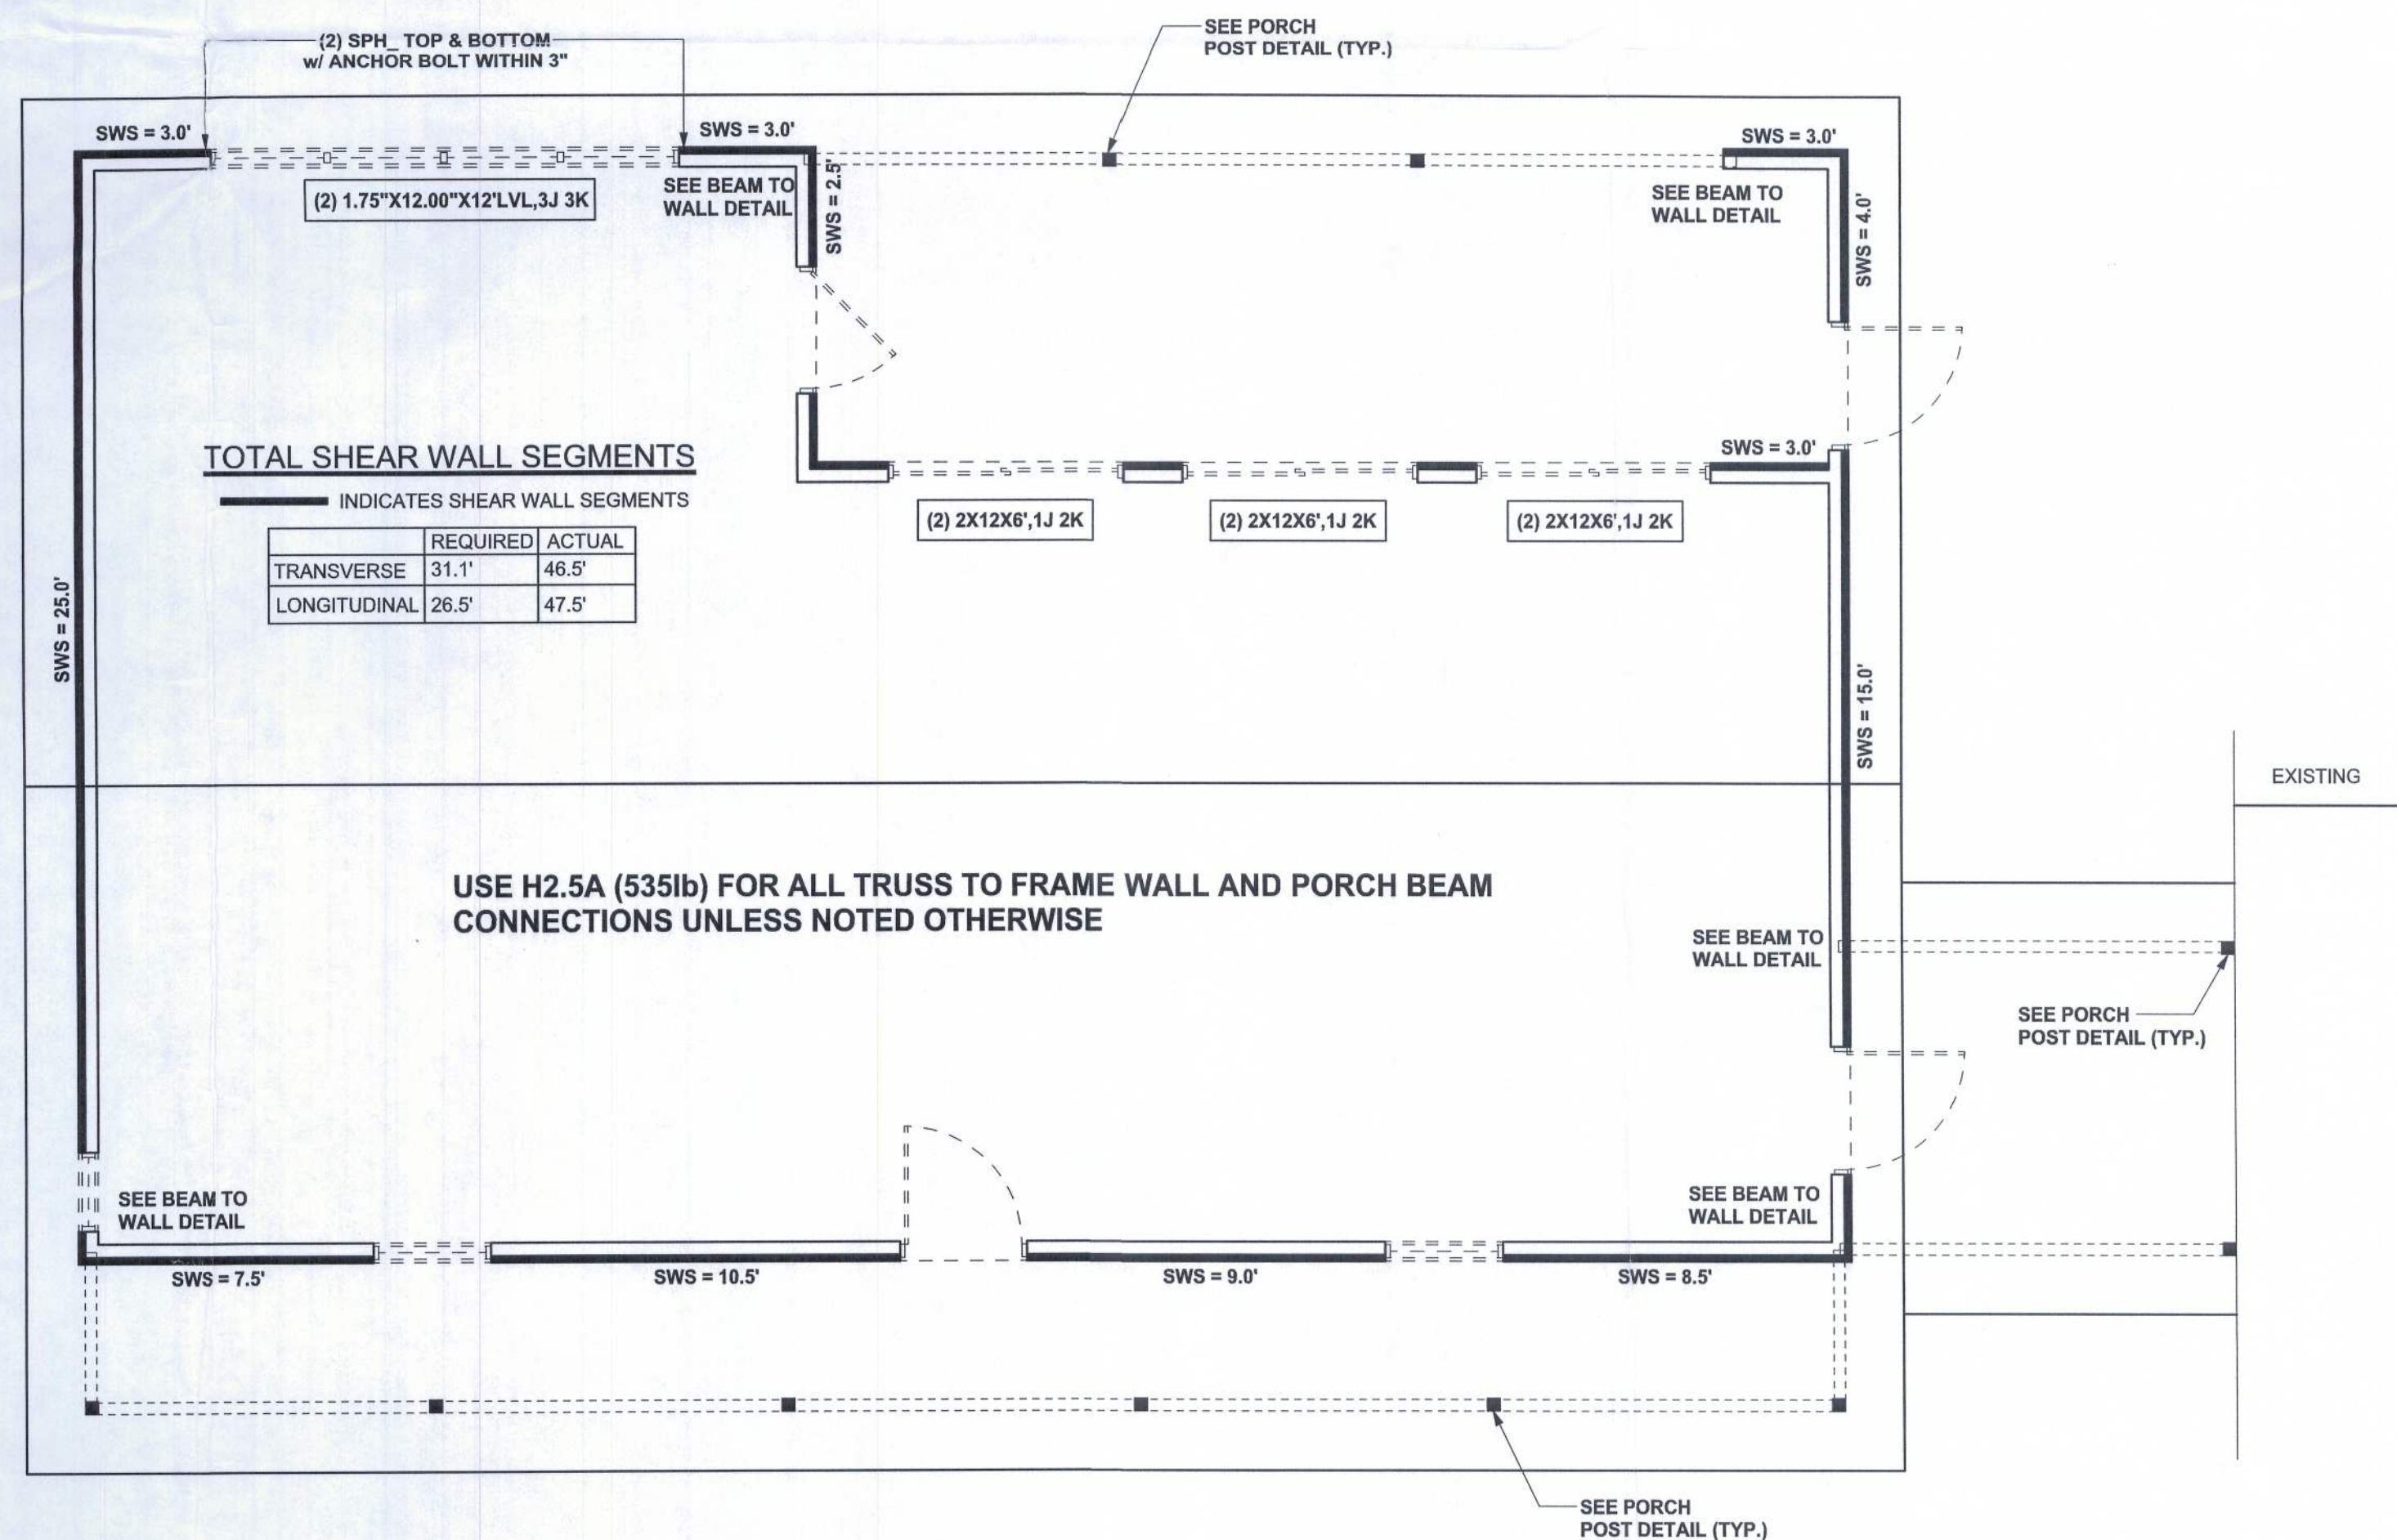 (2) SPH_ TOP & BOTTOM
w/ ANCHOR BOLT WITHIN 3"
SEE PORCH
POST DETAIL (TYP.)
SWS = 3.0'
SWS = 3.0'
SWS = 3.0'
(2) 1.75"X12.00"X12'LVL,3J 3K
SEE BEAM TO
WALL DETAIL
SWS = 2.5'
SEE BEAM TO
WALL DETAIL
SWS = 4.0'
TOTAL SHEAR WALL SEGMENTS
INDICATES SHEAR WALL SEGMENTS
REQUIRED ACTUAL
TRANSVERSE 31.1' 46.5'
LONGITUDINAL 26.5' 47.5'
SWS = 3.0'
(2) 2X12X6',1J 2K
(2) 2X12X6',1J 2K
(2) 2X12X6',1J 2K
SWS = 25.0'
SWS = 15.0'
EXISTING
USE H2.5A (535lb) FOR ALL TRUSS TO FRAME WALL AND PORCH BEAM
CONNECTIONS UNLESS NOTED OTHERWISE
SEE BEAM TO
WALL DETAIL
SEE PORCH
POST DETAIL (TYP.)
SEE BEAM TO
WALL DETAIL
SEE BEAM TO
WALL DETAIL
SWS = 7.5'
SWS = 10.5'
SWS = 9.0'
SWS = 8.5'
SEE PORCH
POST DETAIL (TYP.)